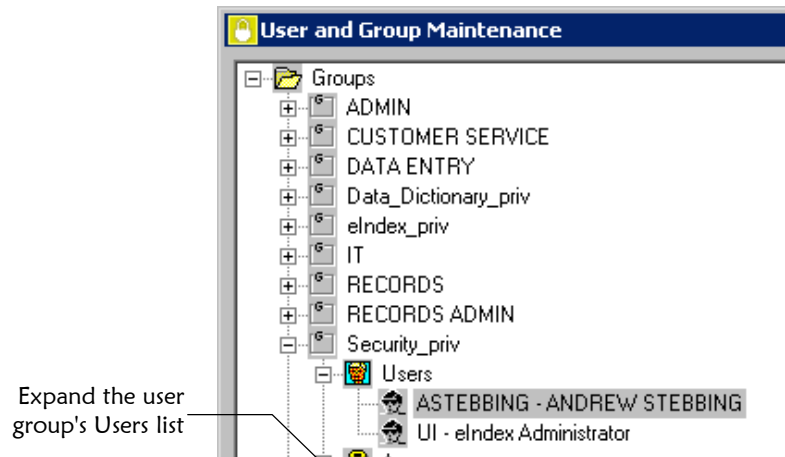 User and Group Maintenance
Groups
ADMIN
CUSTOMER SERVICE
DATA ENTRY
Data_Dictionary_priv
eIndex_priv
IT
RECORDS
RECORDS ADMIN
Security_priv
Users
ASTEBBING - ANDREW STEBBING
UI - eIndex Administrator
Expand the user
group's Users list